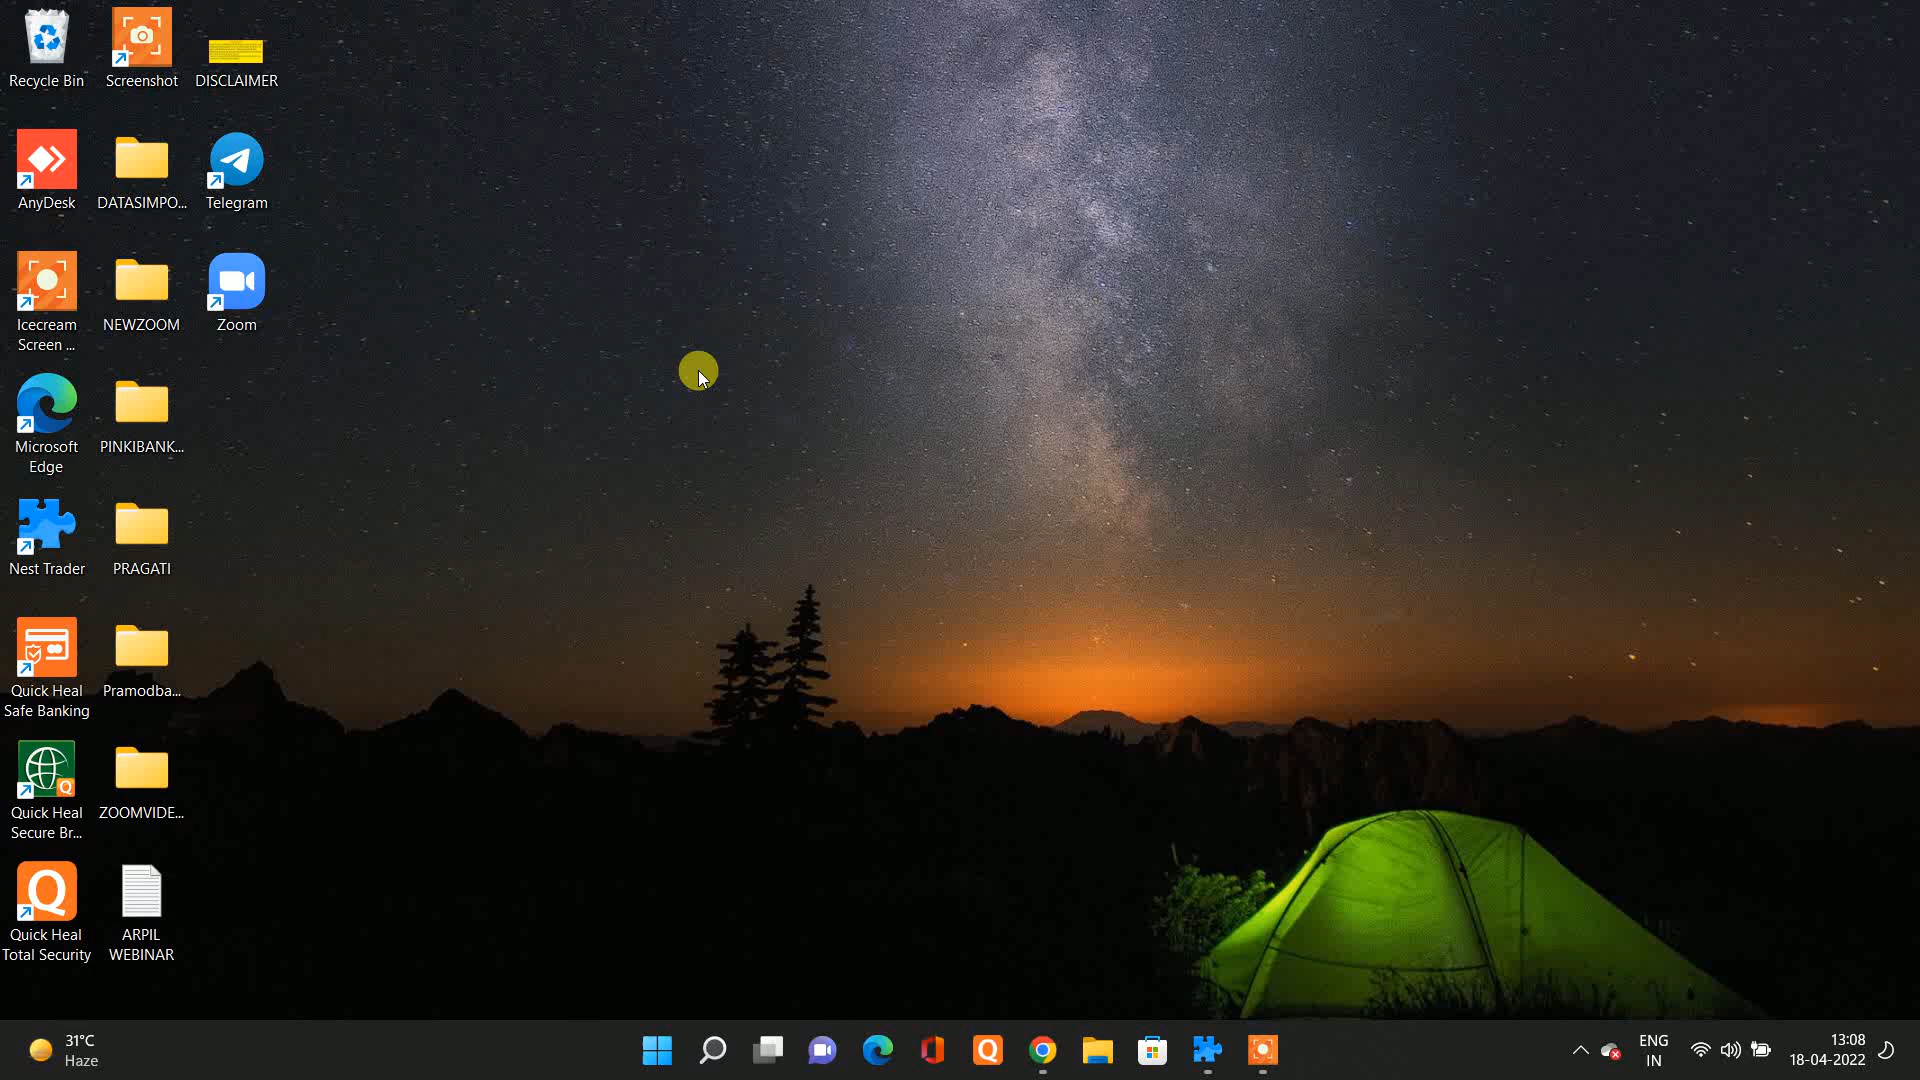 Recycle Bin
Screenshot
DISCLAIMER
AnyDesk
DATASIMPO...
Telegram
Icecream
Screen ...
NEWZOOM
Zoom
Microsoft
Edge
PINKIBANK...
Nest Trader
PRAGATI
Quick Heal
Safe Banking
Pramodba...
Quick Heal
Secure Br...
ZOOMVIDE...
Quick Heal
Total Security
ARPIL
WEBINAR
31°C
Haze
ENG
IN
13:08
18-04-2022